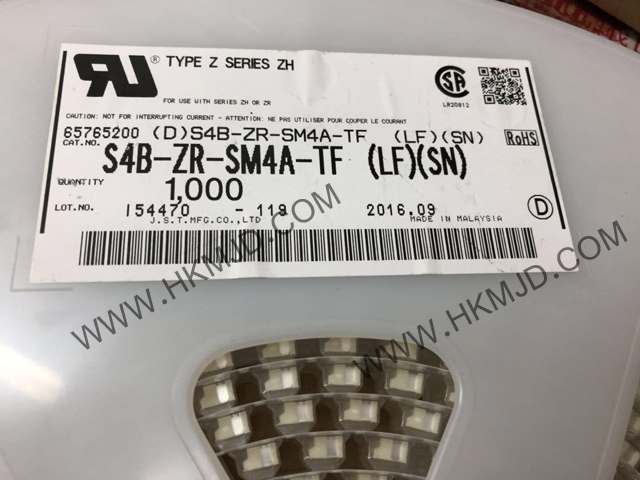 TYPE Z SERIES ZH
FOR USE WITH SERIES ZH OR ZR
LR20812
CAUTION: NOT FOR INTERRUPTING CURRENT - ATTENTION: NE PAS UTILISER POUR COUPER LE COURANT
65765200 (D)S4B-ZR-SM4A-TF (LF)(SN) RoHS
CAT.NO. S4B-ZR-SM4A-TF (LF)(SN)
QUANTITY 1,000
LOT.NO. 154470 - 119 2016.09
J.S.T.MFG.CO.,LTD MADE IN MALAYSIA
D
WWW.HKMJD.COM
WWW.HKMJD.COM